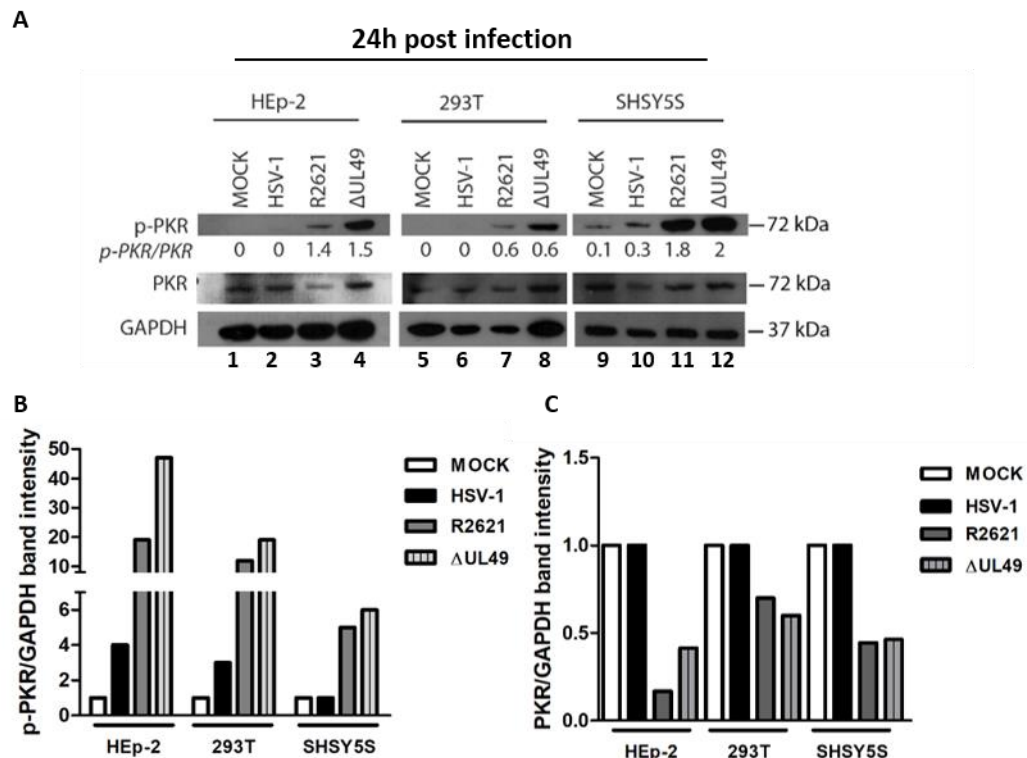 A
24h post infection
HEp-2 293T SHSY5S
MOCK HSV-1 R2621 ΔUL49 MOCK HSV-1 R2621 ΔUL49 MOCK HSV-1 R2621 ΔUL49
p-PKR 72 kDa
p-PKR/PKR 0 0 1.4 1.5 0 0 0.6 0.6 0.1 0.3 1.8 2
PKR 72 kDa
GAPDH 37 kDa
1 2 3 4 5 6 7 8 9 10 11 12
B
p-PKR/GAPDH band intensity
50
40
30
20
10
6
4
2
0
HEp-2 293T SHSY5S
MOCK
HSV-1
R2621
ΔUL49
C
PKR/GAPDH band intensity
1.5
1.0
0.5
0.0
HEp-2 293T SHSY5S
MOCK
HSV-1
R2621
ΔUL49